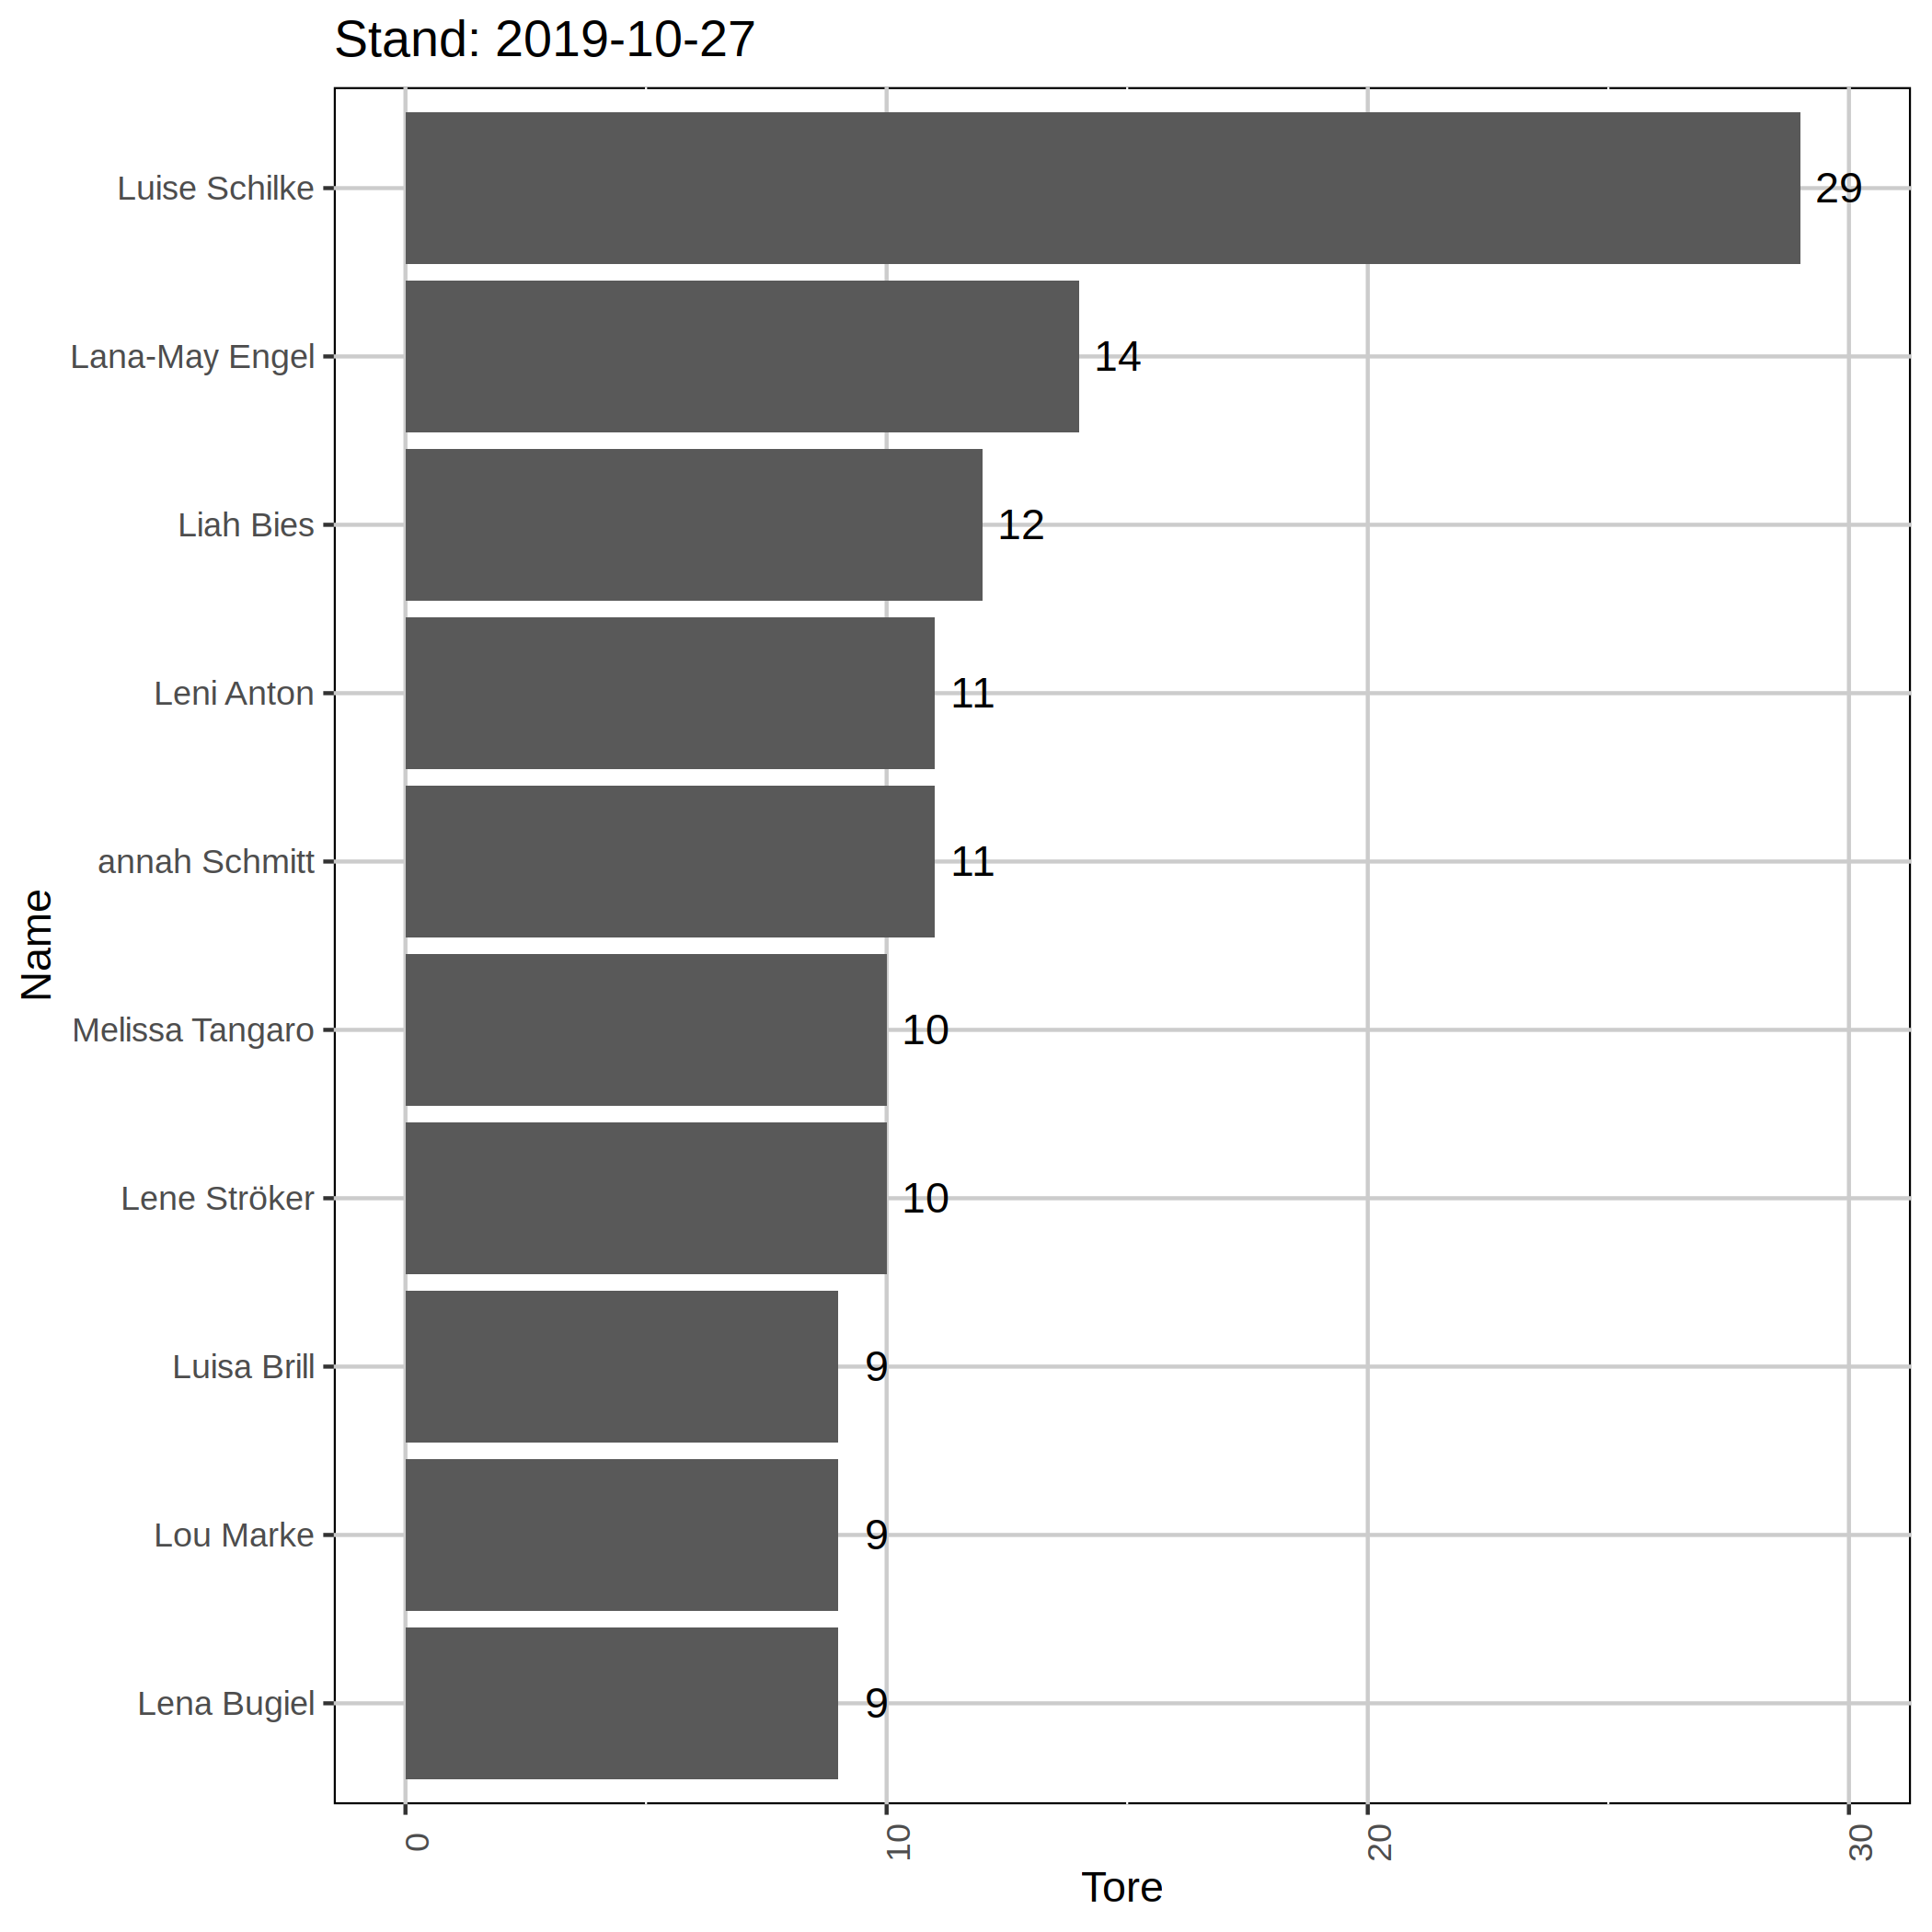 Stand: 2019-10-27
Luise Schilke
29
Lana-May Engel
14
Liah Bies
12
Leni Anton
11
annah Schmitt
11
Melissa Tangaro
10
Lene Ströker
10
Luisa Brill
9
Lou Marke
9
Lena Bugiel
9
Name
0
10
20
30
Tore